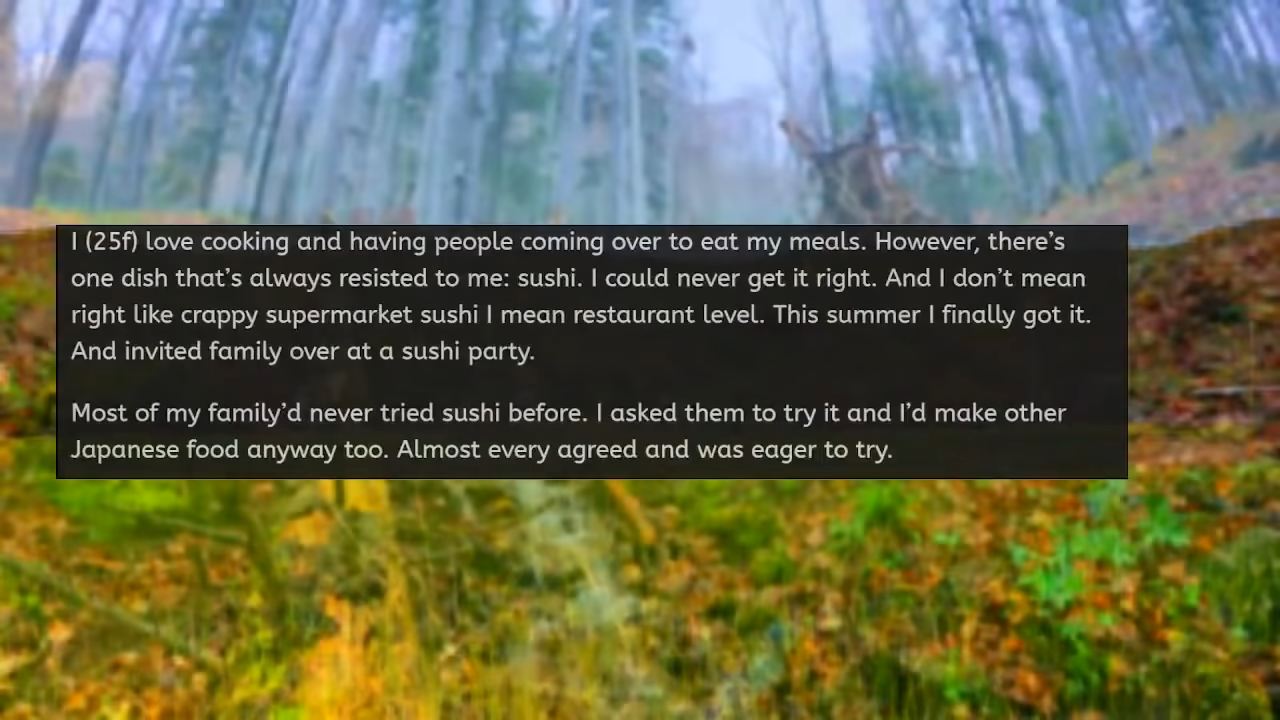 I (25f) love cooking and having people coming over to eat my meals. However, there’s
one dish that’s always resisted to me: sushi. I could never get it right. And I don’t mean
right like crappy supermarket sushi I mean restaurant level. This summer I finally got it.
And invited family over at a sushi party.
Most of my family’d never tried sushi before. I asked them to try it and I’d make other
Japanese food anyway too. Almost every agreed and was eager to try.